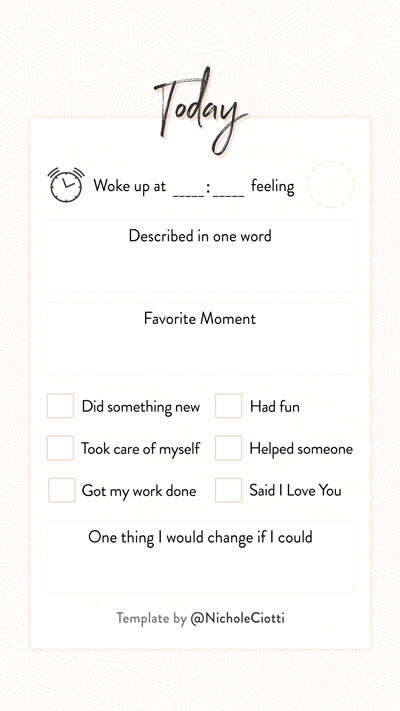 Today
Woke up at _____:_____ feeling
Described in one word
Favorite Moment
Did something new
Had fun
Took care of myself
Helped someone
Got my work done
Said I Love You
One thing I would change if I could
Template by @NicholeCiotti